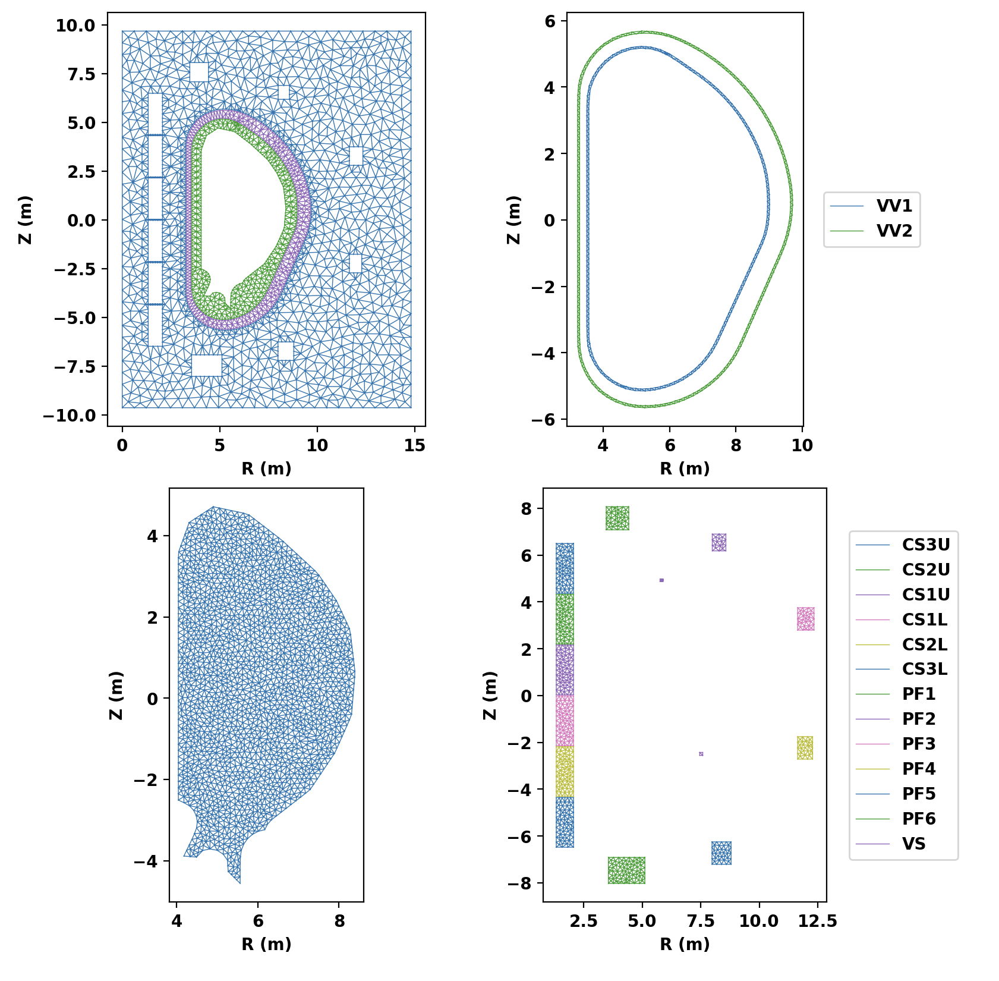 10.0
7.5
5.0
2.5
0.0
−2.5
−5.0
−7.5
−10.0
Z (m)
0 5 10 15
R (m)
6
4
2
0
−2
−4
−6
Z (m)
4 6 8 10
R (m)
VV1
VV2
4
2
0
−2
−4
Z (m)
4 6 8
R (m)
8
6
4
2
0
−2
−4
−6
−8
Z (m)
2.5 5.0 7.5 10.0 12.5
R (m)
CS3U
CS2U
CS1U
CS1L
CS2L
CS3L
PF1
PF2
PF3
PF4
PF5
PF6
VS